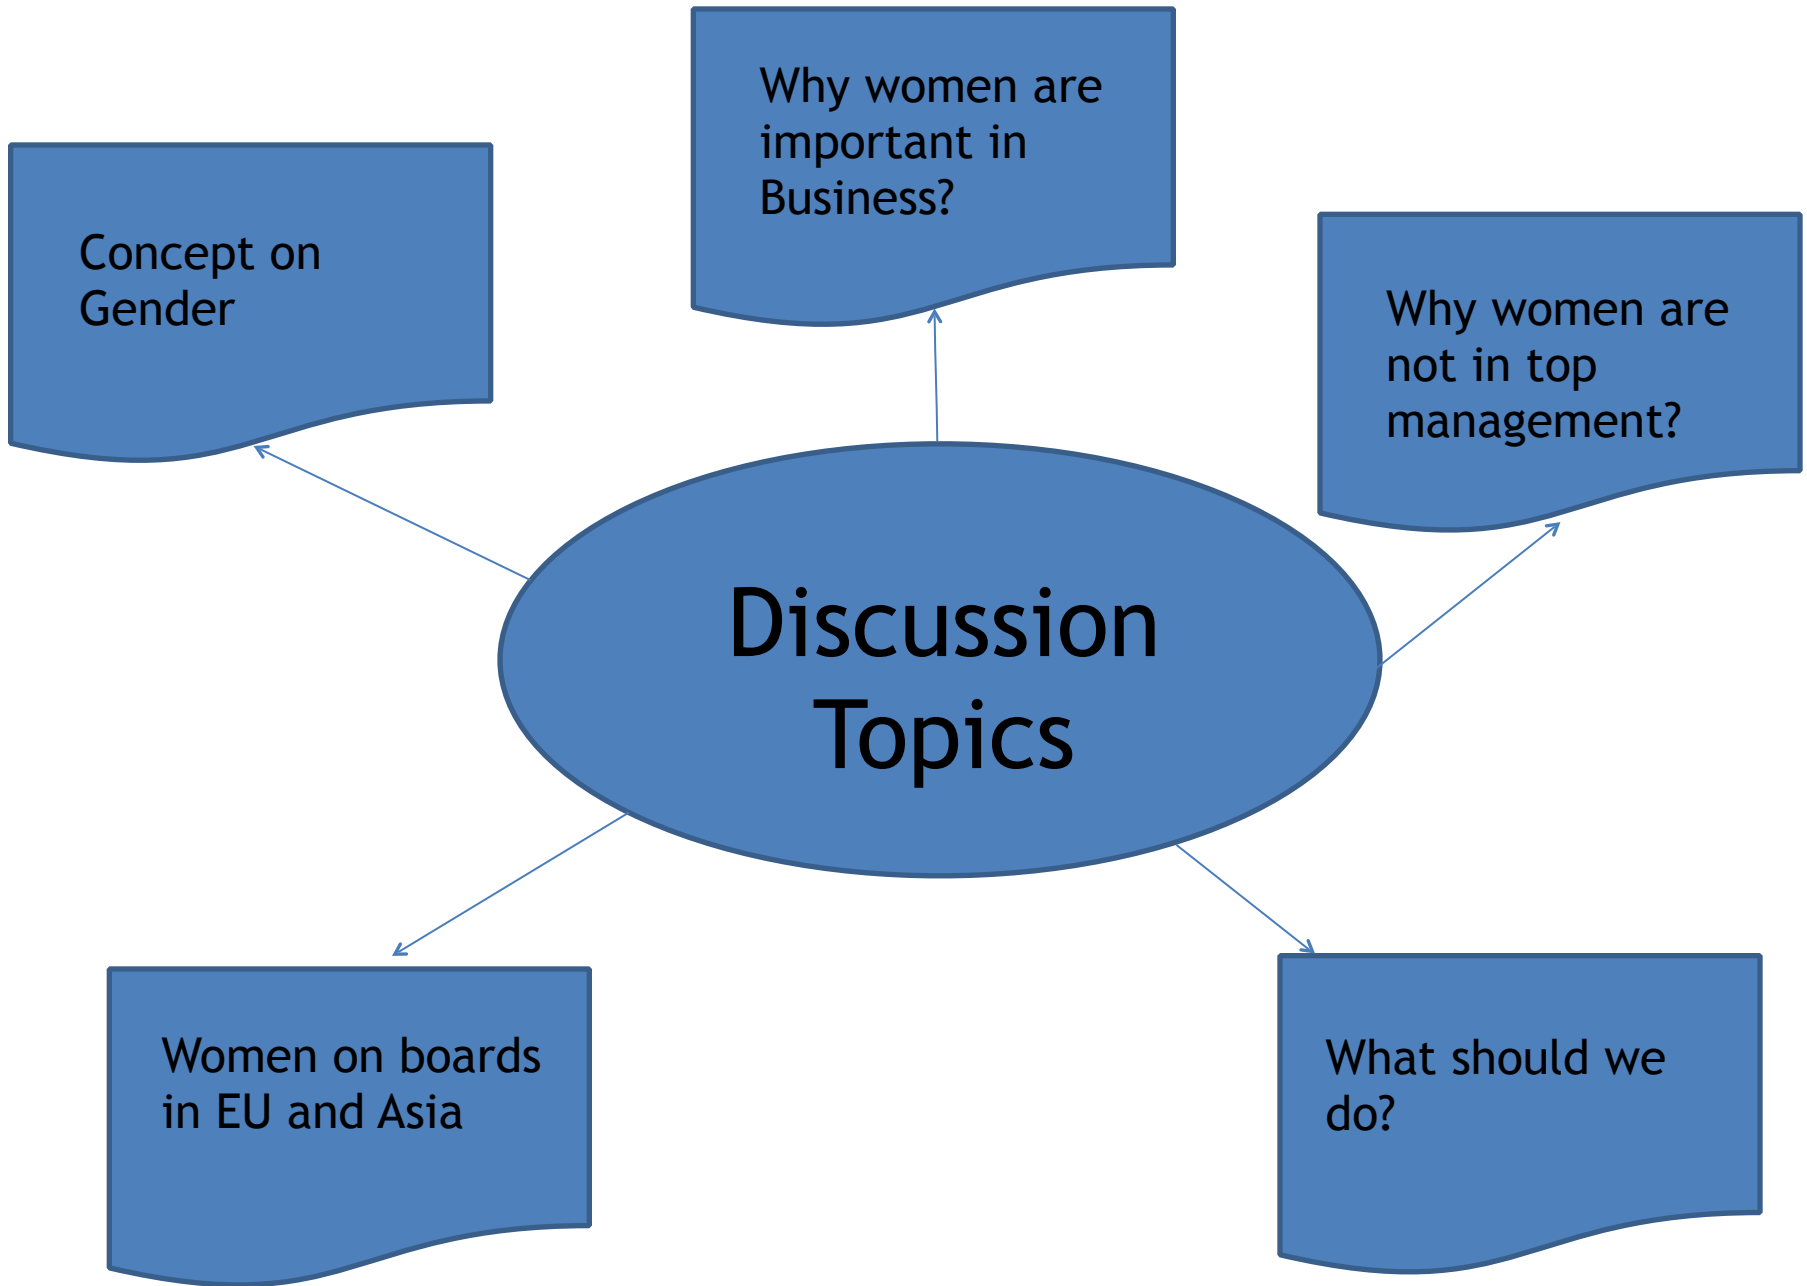 Why women are
important in
Business?
Concept on
Gender
Why women are
not in top
management?
Discussion
Topics
Women on boards
in EU and Asia
What should we
do?